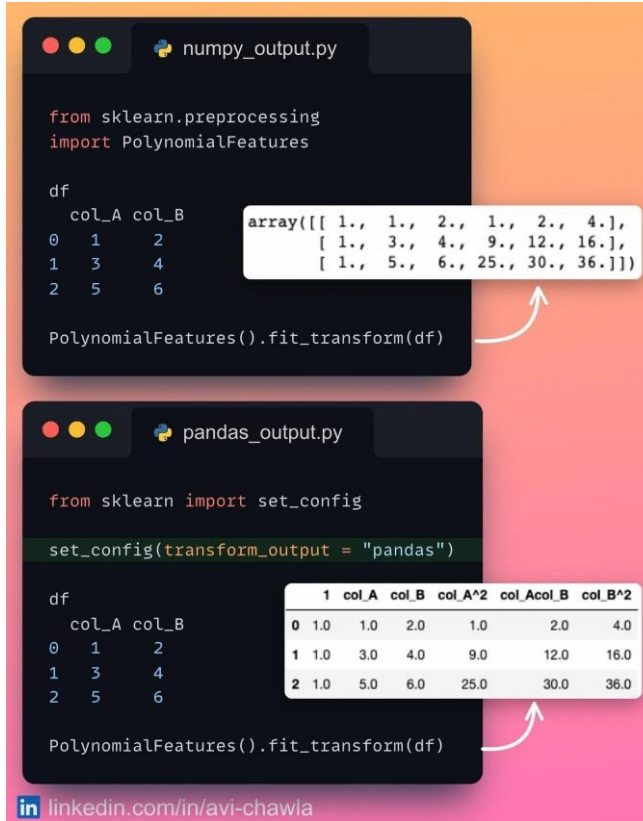 numpy_output.py
from sklearn.preprocessing
import PolynomialFeatures
df
col_A col_B
0 1 2
1 3 4
2 5 6
PolynomialFeatures().fit_transform(df)
array([[ 1., 1., 2., 1., 2., 4.],
[ 1., 3., 4., 9., 12., 16.],
[ 1., 5., 6., 25., 30., 36.]])
pandas_output.py
from sklearn import set_config
set_config(transform_output = "pandas")
df
col_A col_B
0 1 2
1 3 4
2 5 6
PolynomialFeatures().fit_transform(df)
1 col_A col_B col_A^2 col_Acol_B col_B^2
0 1.0 1.0 2.0 1.0 2.0 4.0
1 1.0 3.0 4.0 9.0 12.0 16.0
2 1.0 5.0 6.0 25.0 30.0 36.0
in linkedin.com/in/avi-chawla